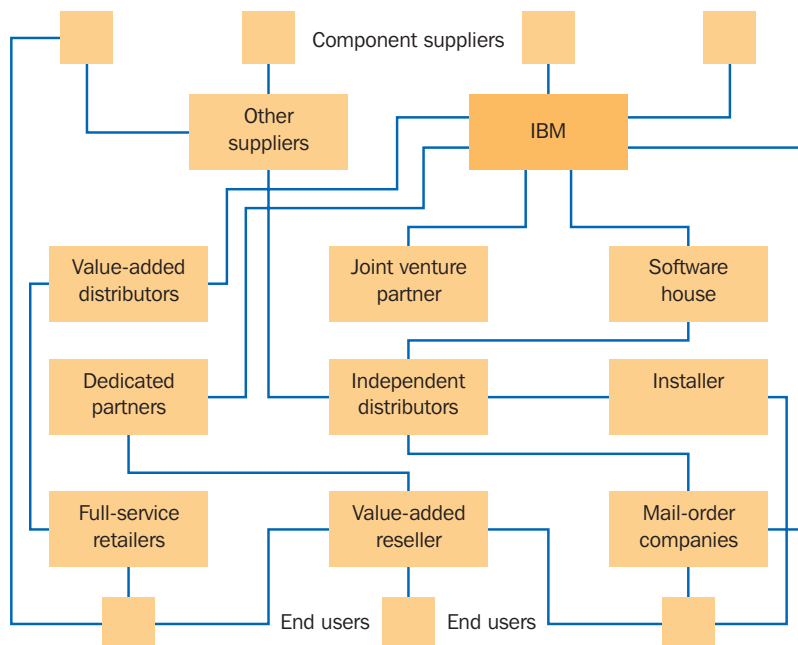 Component suppliers
Other
suppliers
IBM
Value-added
distributors
Joint venture
partner
Software
house
Dedicated
partners
Independent
distributors
Installer
Full-service
retailers
Value-added
reseller
Mail-order
companies
End users
End users